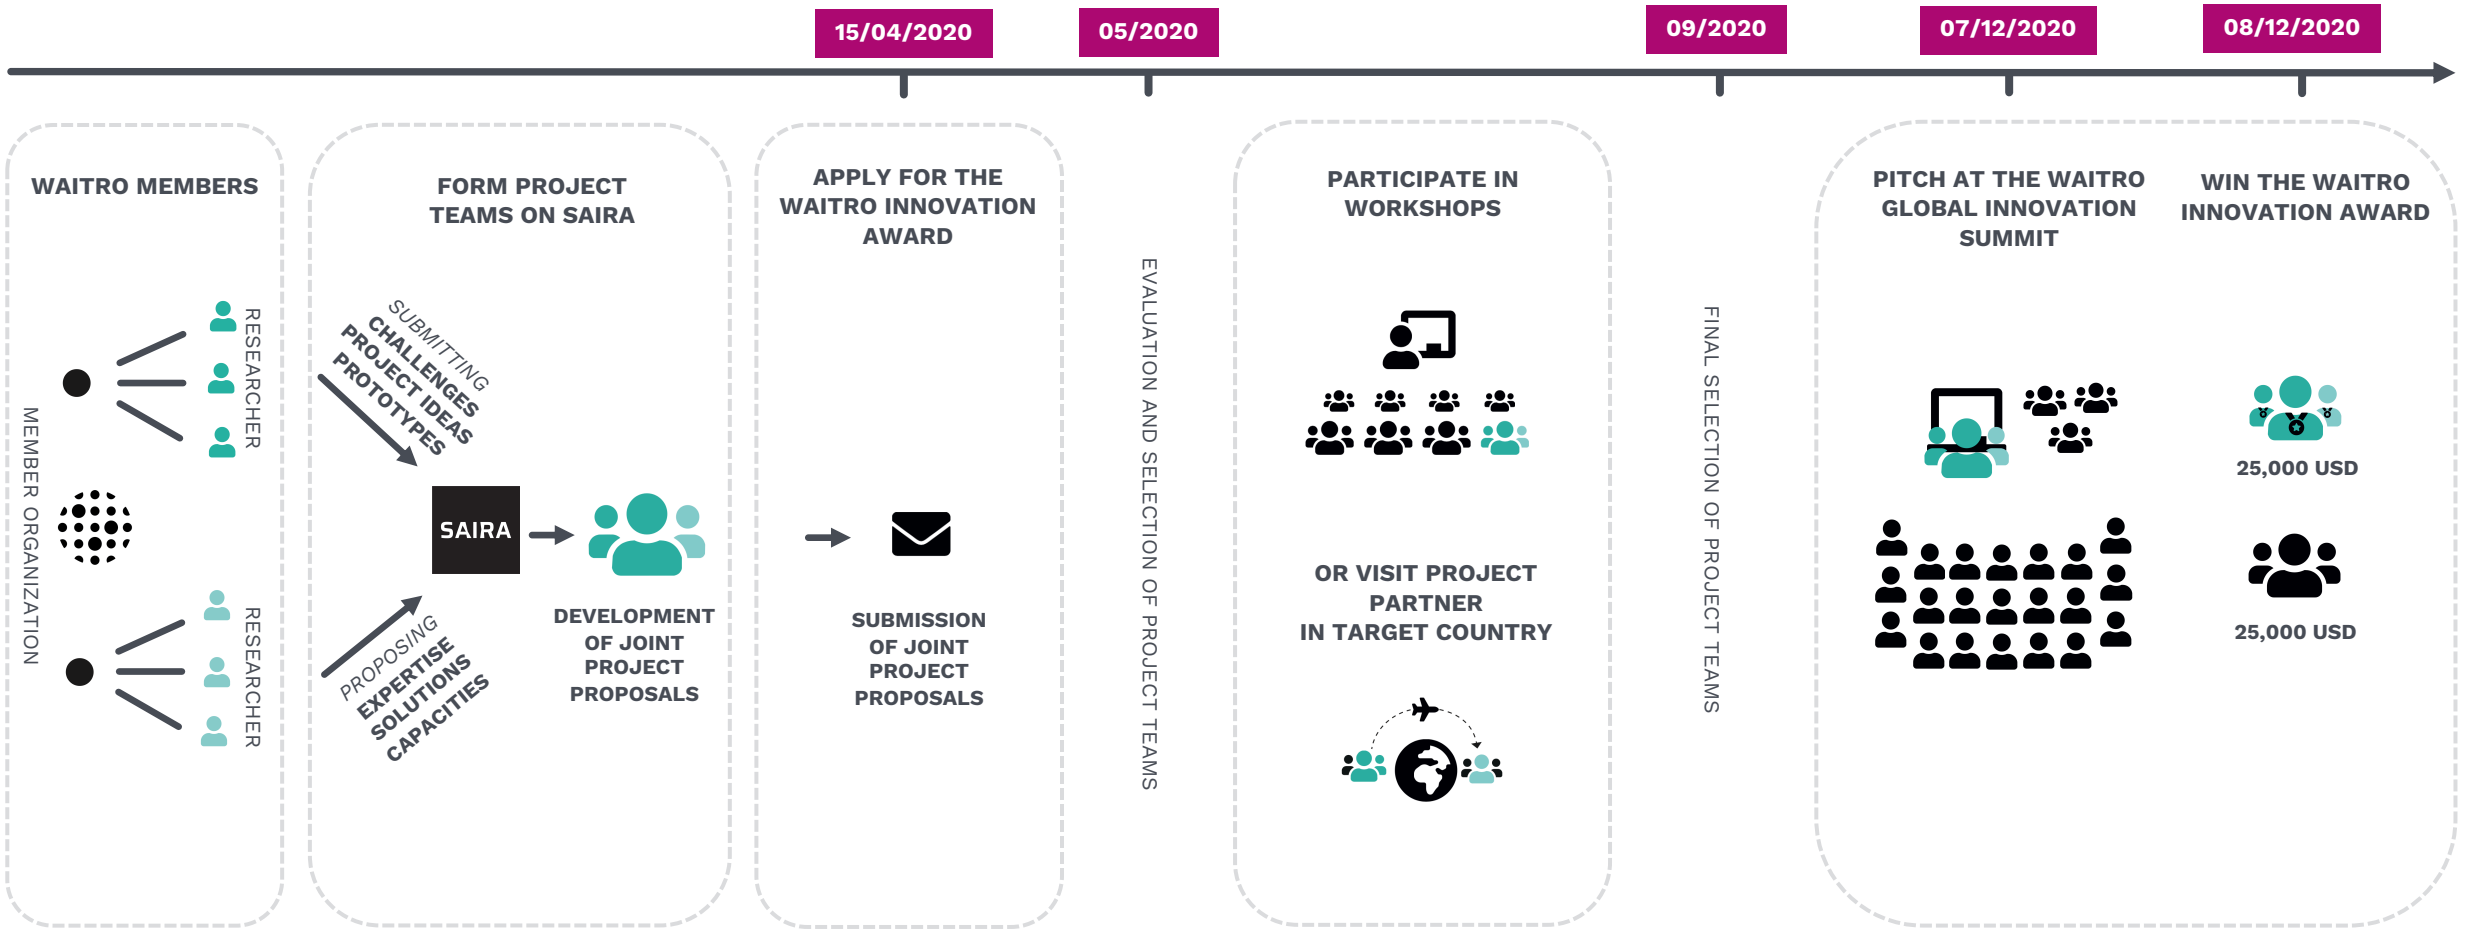 15/04/2020
05/2020
09/2020
07/12/2020
08/12/2020
WAITRO MEMBERS
MEMBER ORGANIZATION
RESEARCHER
RESEARCHER
FORM PROJECT
TEAMS ON SAIRA
SUBMITTING
CHALLENGES
PROJECT IDEAS
PROTOTYPES
SAIRA
PROPOSING
EXPERTISE
SOLUTIONS
CAPACITIES
DEVELOPMENT
OF JOINT
PROJECT
PROPOSALS
APPLY FOR THE
WAITRO INNOVATION
AWARD
SUBMISSION
OF JOINT
PROJECT
PROPOSALS
EVALUATION AND SELECTION OF PROJECT TEAMS
PARTICIPATE IN
WORKSHOPS
OR VISIT PROJECT
PARTNER
IN TARGET COUNTRY
FINAL SELECTION OF PROJECT TEAMS
PITCH AT THE WAITRO
GLOBAL INNOVATION
SUMMIT
WIN THE WAITRO
INNOVATION AWARD
25,000 USD
25,000 USD